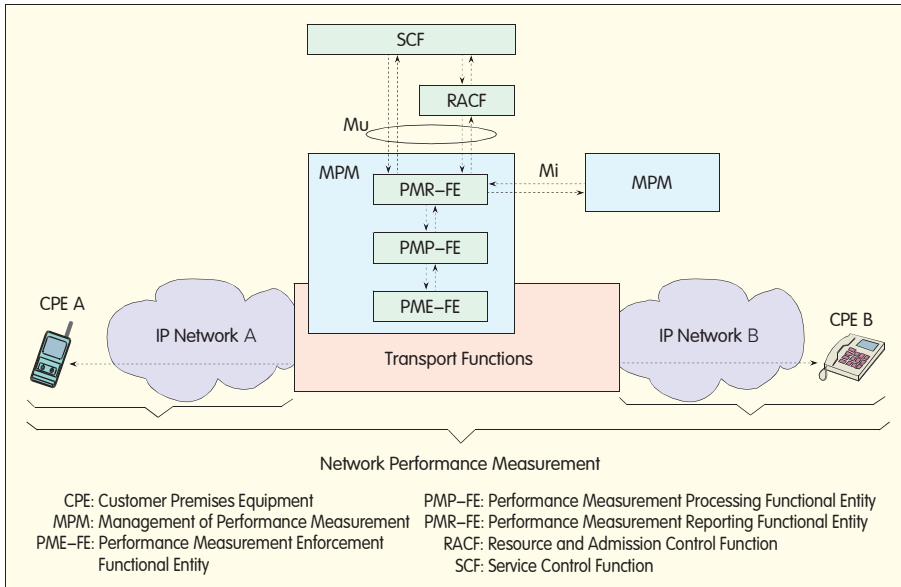 SCF
RACF
Mu
MPM
PMR–FE
Mi
MPM
PMP–FE
PME–FE
CPE A
IP Network A
Transport Functions
IP Network B
CPE B
Network Performance Measurement
CPE: Customer Premises Equipment
MPM: Management of Performance Measurement
PME–FE: Performance Measurement Enforcement
Functional Entity
PMP–FE: Performance Measurement Processing Functional Entity
PMR–FE: Performance Measurement Reporting Functional Entity
RACF: Resource and Admission Control Function
SCF: Service Control Function